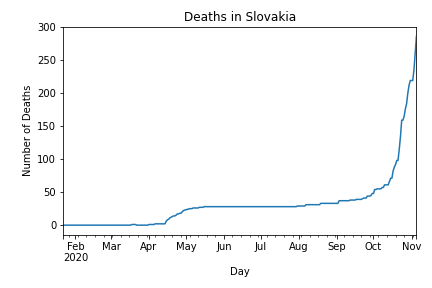 Deaths in Slovakia
Number of Deaths
300
250
200
150
100
50
0
Feb Mar Apr May Jun Jul Aug Sep Oct Nov
2020
Day